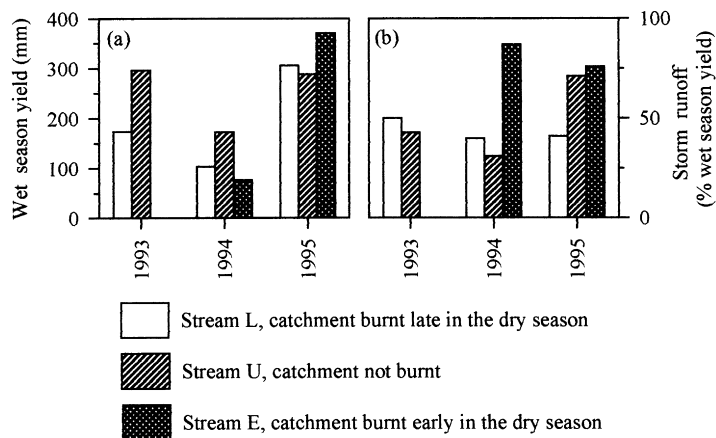 Wet season yield (mm)
400
300
200
100
0
(a)
1993
1994
1995
(b)
1993
1994
1995
100
50
0
Storm runoff
(% wet season yield)
Stream L, catchment burnt late in the dry season
Stream U, catchment not burnt
Stream E, catchment burnt early in the dry season